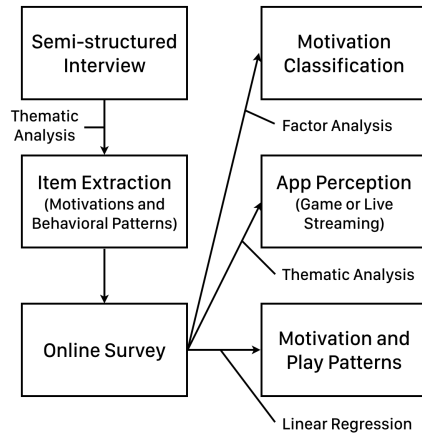 Semi-structured
Interview
Thematic
Analysis
Item Extraction
(Motivations and
Behavioral Patterns)
Online Survey
Motivation
Classification
Factor Analysis
App Perception
(Game or Live
Streaming)
Thematic Analysis
Motivation and
Play Patterns
Linear Regression